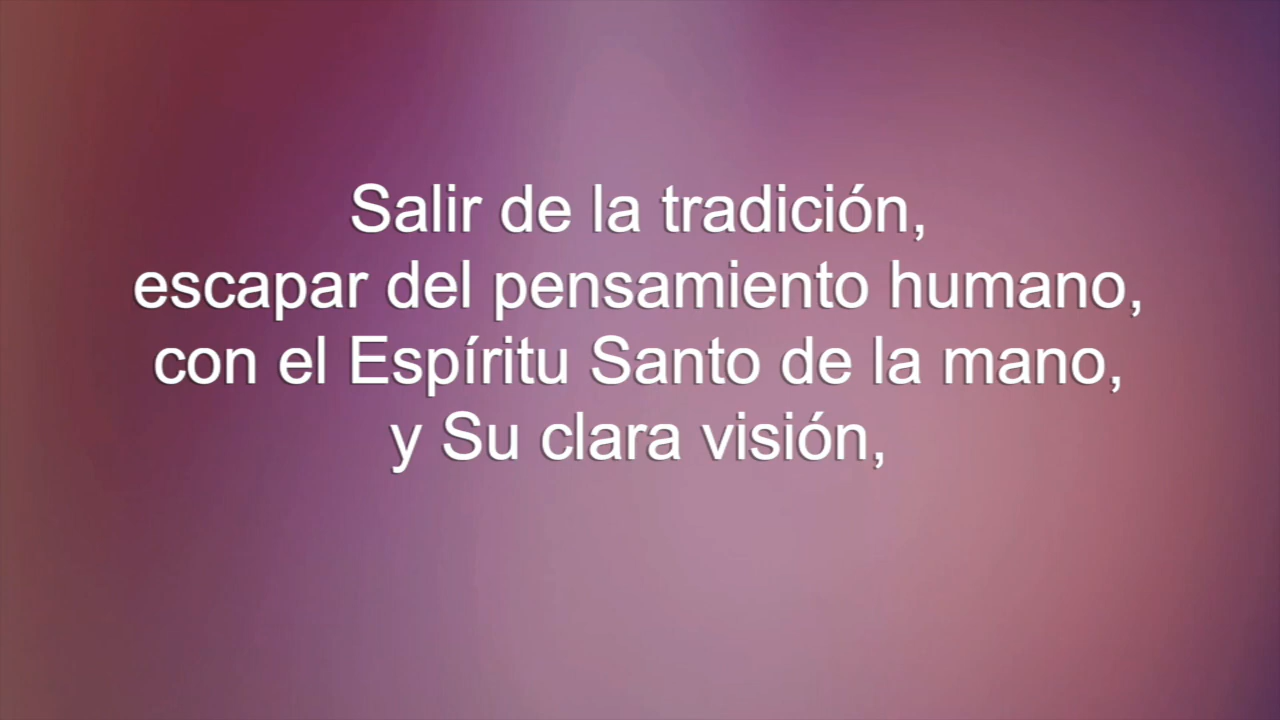 Salir de la tradición,
escapar del pensamiento humano,
con el Espíritu Santo de la mano,
y Su clara visión,